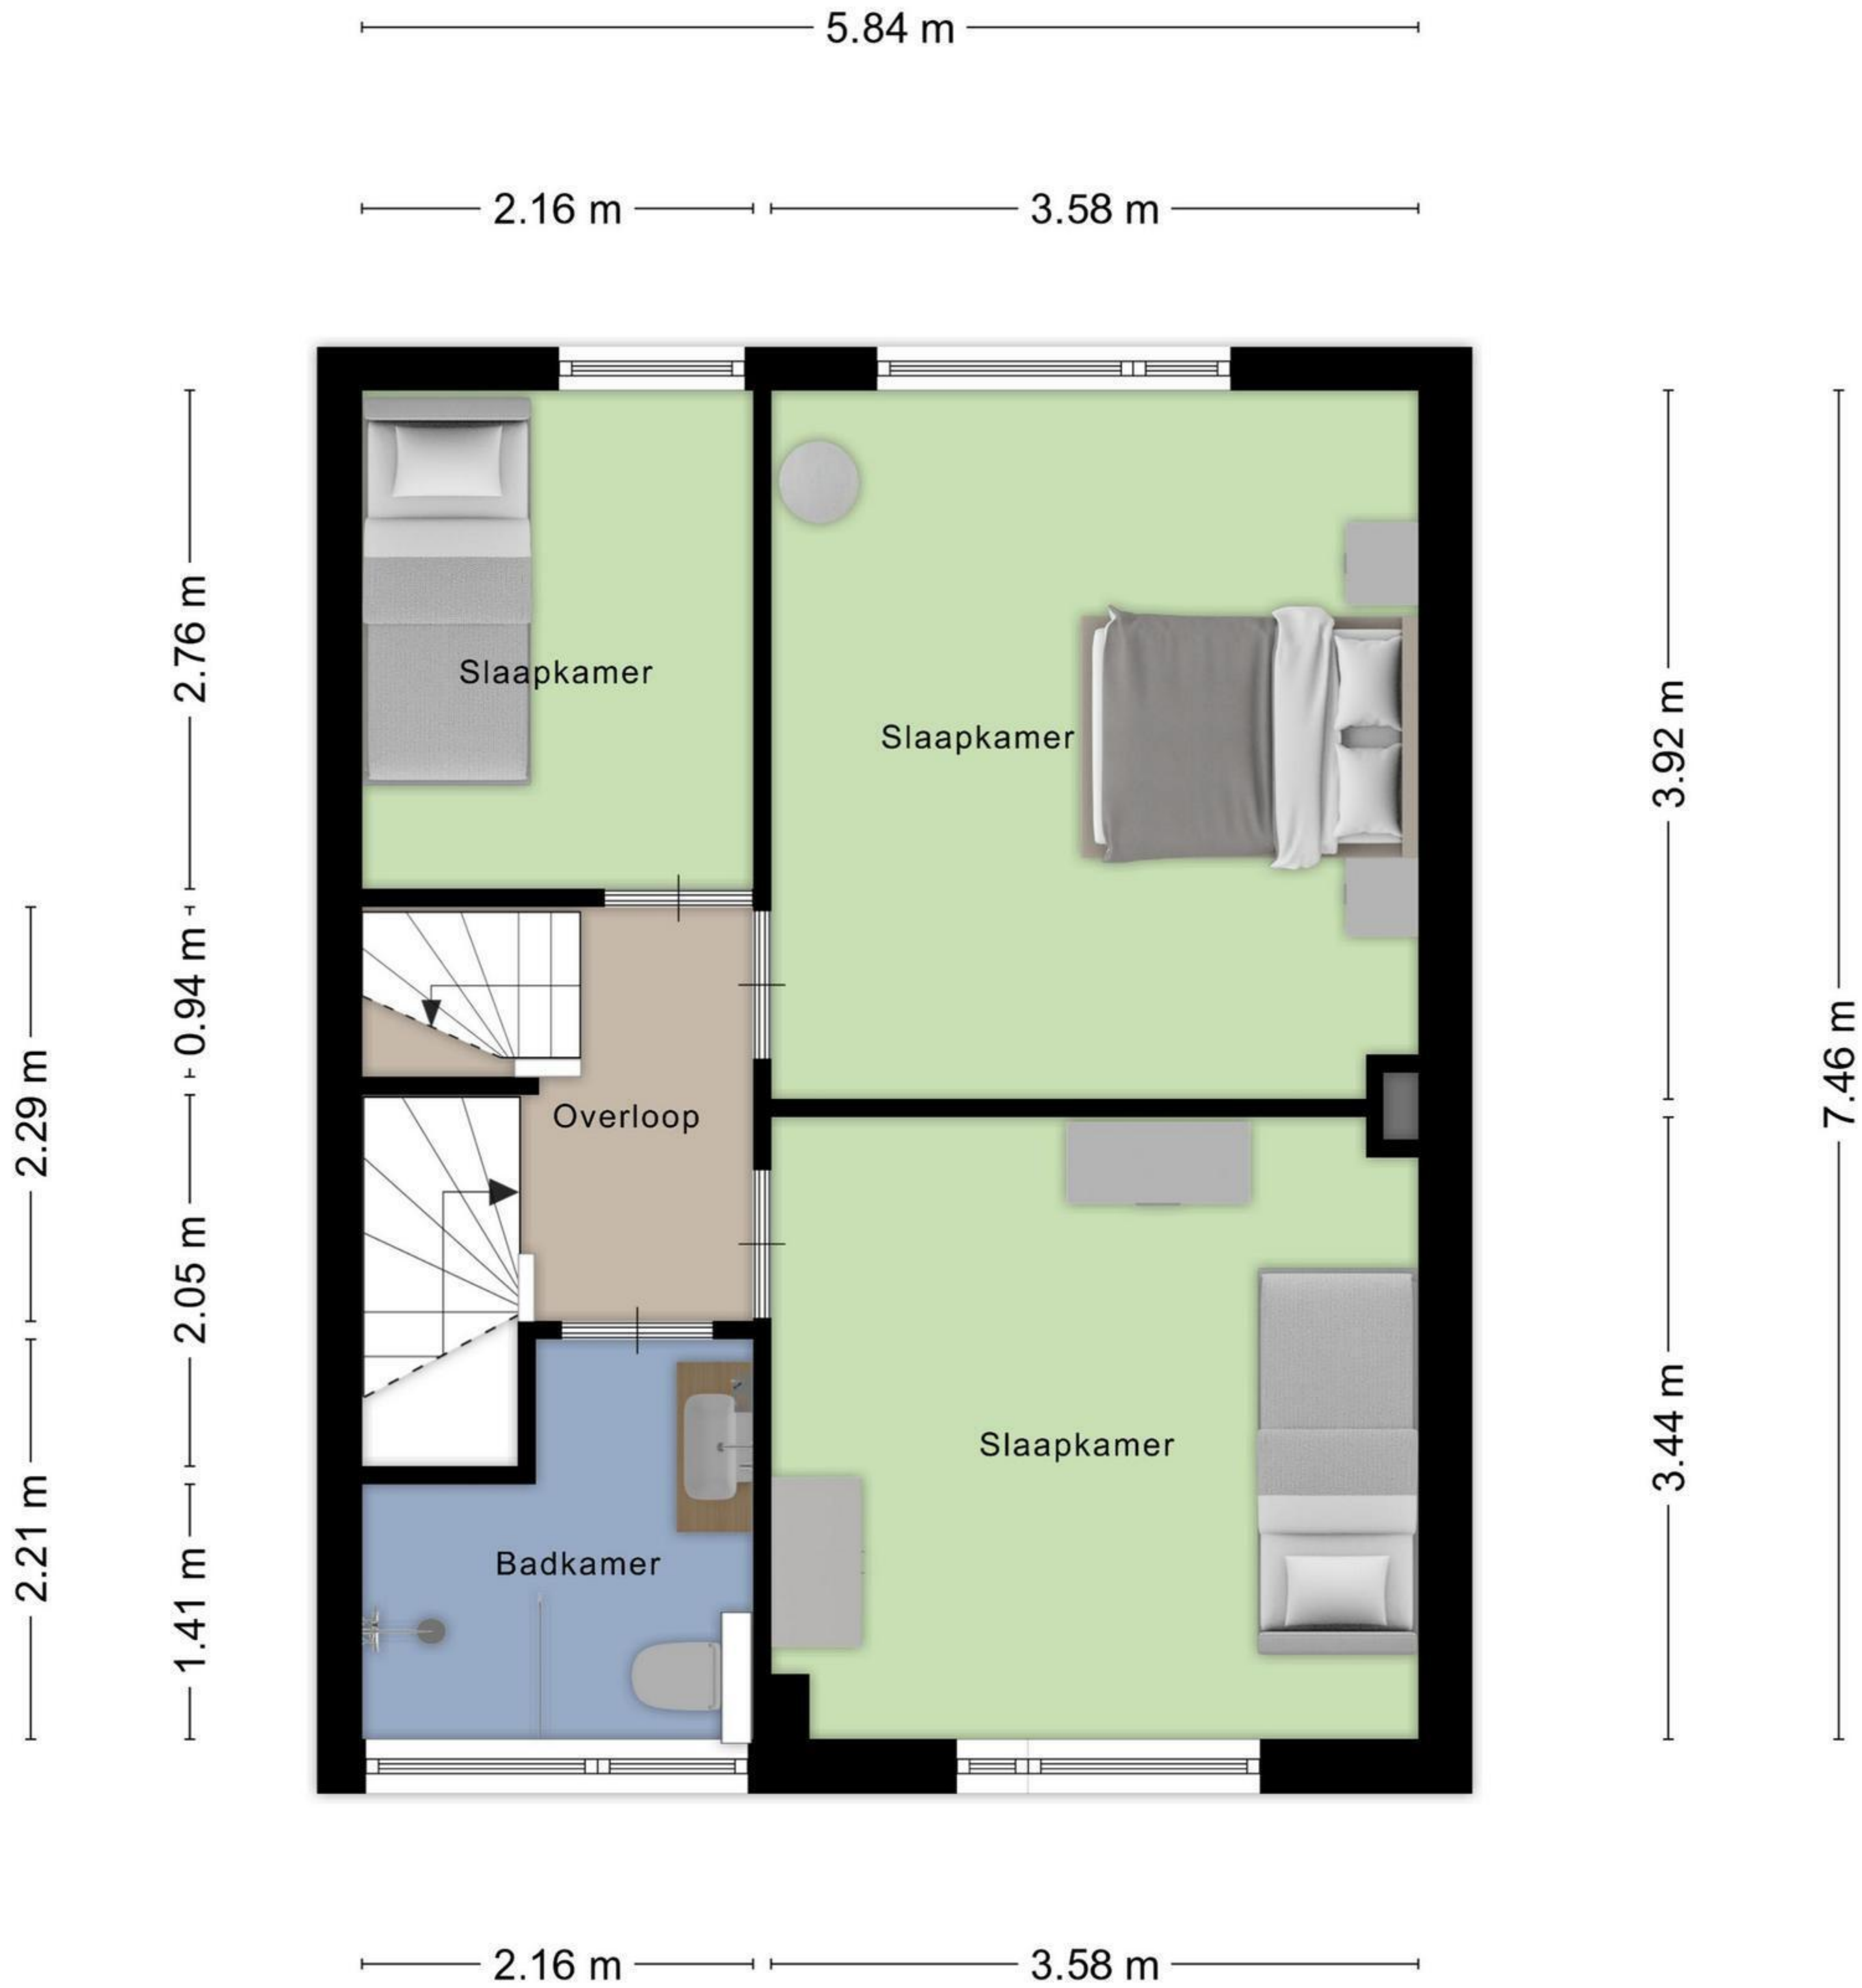 5.84 m
2.16 m
3.58 m
2.76 m
Slaapkamer
Slaapkamer
3.92 m
0.94 m
2.29 m
7.46 m
Overloop
2.05 m
3.44 m
Slaapkamer
2.21 m
1.41 m
Badkamer
2.16 m
3.58 m